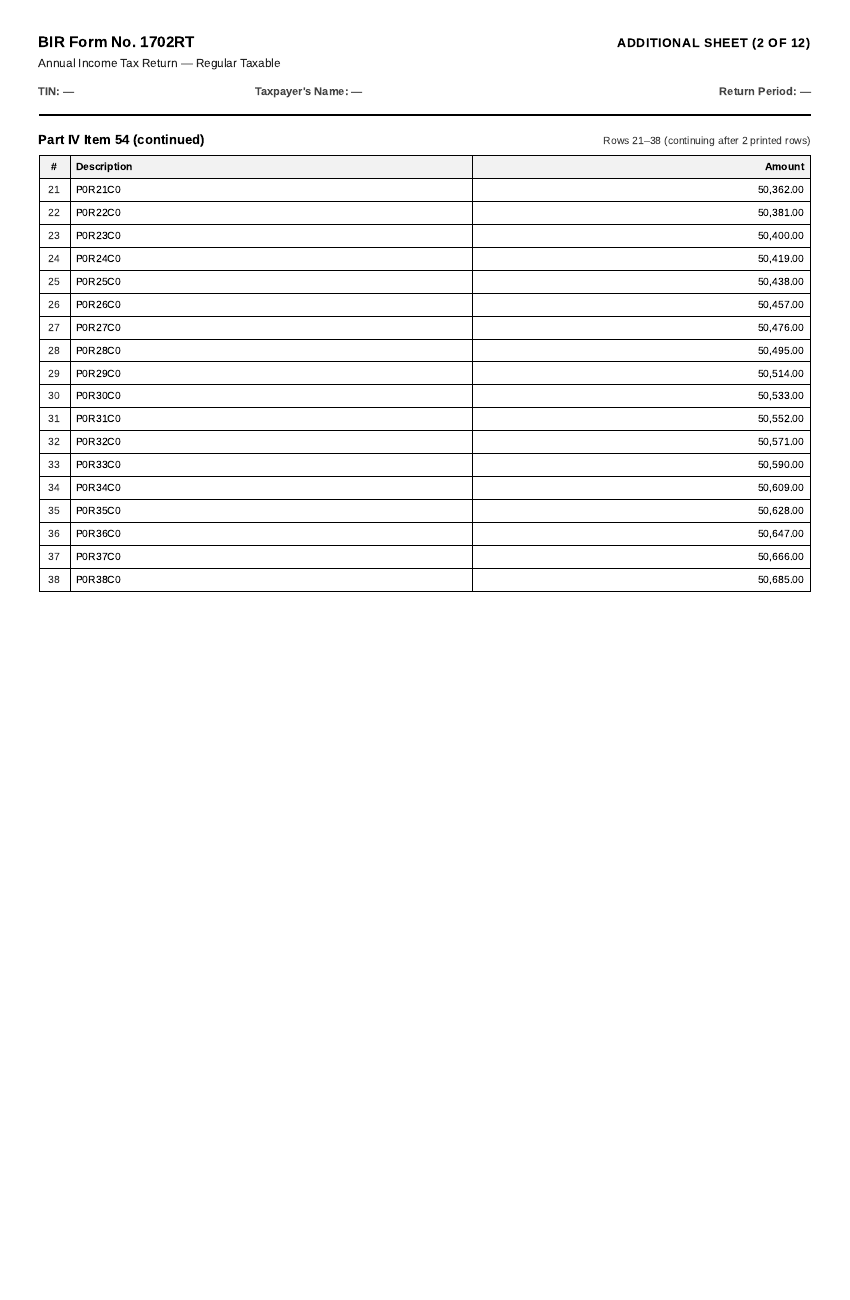 BIR Form No. 1702RT
ADDITIONAL SHEET (2 OF 12)
Annual Income Tax Return — Regular Taxable
TIN: — Taxpayer's Name: — Return Period: —
Part IV Item 54 (continued)
Rows 21–38 (continuing after 2 printed rows)
# Description Amount
21 P0R21C0 50,362.00
22 P0R22C0 50,381.00
23 P0R23C0 50,400.00
24 P0R24C0 50,419.00
25 P0R25C0 50,438.00
26 P0R26C0 50,457.00
27 P0R27C0 50,476.00
28 P0R28C0 50,495.00
29 P0R29C0 50,514.00
30 P0R30C0 50,533.00
31 P0R31C0 50,552.00
32 P0R32C0 50,571.00
33 P0R33C0 50,590.00
34 P0R34C0 50,609.00
35 P0R35C0 50,628.00
36 P0R36C0 50,647.00
37 P0R37C0 50,666.00
38 P0R38C0 50,685.00